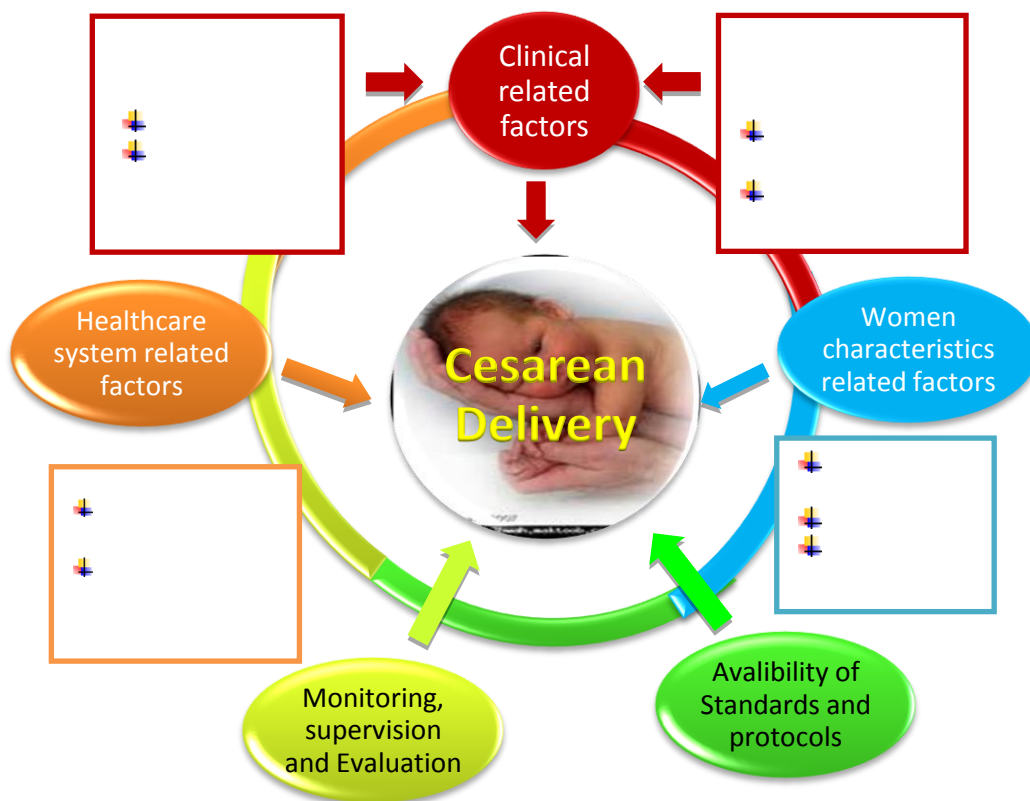 Clinical
related
factors
Healthcare
system related
factors
Women
characteristics
related factors
Cesarean
Delivery
Monitoring,
supervision
and Evaluation
Avalibility of
Standards and
protocols